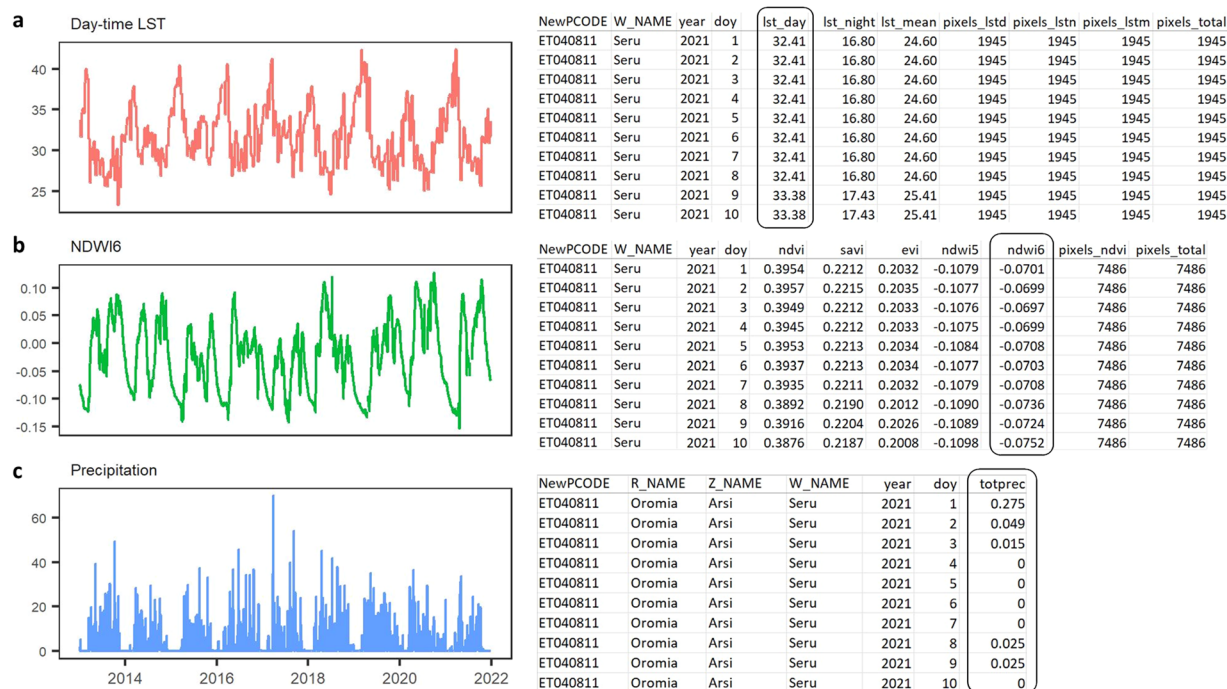 a Day-time LST
40
35
30
25
NewPCODE W_NAME year doy lst_day lst_night lst_mean pixels_lstd pixels_lstn pixels_lstm pixels_total
ET040811 Seru 2021 1 32.41 16.80 24.60 1945 1945 1945 1945
ET040811 Seru 2021 2 32.41 16.80 24.60 1945 1945 1945 1945
ET040811 Seru 2021 3 32.41 16.80 24.60 1945 1945 1945 1945
ET040811 Seru 2021 4 32.41 16.80 24.60 1945 1945 1945 1945
ET040811 Seru 2021 5 32.41 16.80 24.60 1945 1945 1945 1945
ET040811 Seru 2021 6 32.41 16.80 24.60 1945 1945 1945 1945
ET040811 Seru 2021 7 32.41 16.80 24.60 1945 1945 1945 1945
ET040811 Seru 2021 8 32.41 16.80 24.60 1945 1945 1945 1945
ET040811 Seru 2021 9 33.38 17.43 25.41 1945 1945 1945 1945
ET040811 Seru 2021 10 33.38 17.43 25.41 1945 1945 1945 1945
b NDWI6
0.10
0.05
0.00
-0.05
-0.10
-0.15
NewPCODE W_NAME year doy ndvi savi evi ndwi5 ndwi6 pixels_ndvi pixels_total
ET040811 Seru 2021 1 0.3954 0.2212 0.2032 -0.1079 -0.0701 7486 7486
ET040811 Seru 2021 2 0.3957 0.2215 0.2035 -0.1077 -0.0699 7486 7486
ET040811 Seru 2021 3 0.3949 0.2212 0.2033 -0.1076 -0.0697 7486 7486
ET040811 Seru 2021 4 0.3945 0.2212 0.2033 -0.1075 -0.0699 7486 7486
ET040811 Seru 2021 5 0.3953 0.2213 0.2034 -0.1084 -0.0708 7486 7486
ET040811 Seru 2021 6 0.3937 0.2213 0.2034 -0.1077 -0.0703 7486 7486
ET040811 Seru 2021 7 0.3935 0.2211 0.2032 -0.1079 -0.0708 7486 7486
ET040811 Seru 2021 8 0.3892 0.2190 0.2012 -0.1090 -0.0736 7486 7486
ET040811 Seru 2021 9 0.3916 0.2204 0.2026 -0.1089 -0.0724 7486 7486
ET040811 Seru 2021 10 0.3876 0.2187 0.2008 -0.1098 -0.0752 7486 7486
c Precipitation
60
40
20
0
2014 2016 2018 2020 2022
NewPCODE R_NAME Z_NAME W_NAME year doy totprec
ET040811 Oromia Arsi Seru 2021 1 0.275
ET040811 Oromia Arsi Seru 2021 2 0.049
ET040811 Oromia Arsi Seru 2021 3 0.015
ET040811 Oromia Arsi Seru 2021 4 0
ET040811 Oromia Arsi Seru 2021 5 0
ET040811 Oromia Arsi Seru 2021 6 0
ET040811 Oromia Arsi Seru 2021 7 0
ET040811 Oromia Arsi Seru 2021 8 0.025
ET040811 Oromia Arsi Seru 2021 9 0.025
ET040811 Oromia Arsi Seru 2021 10 0